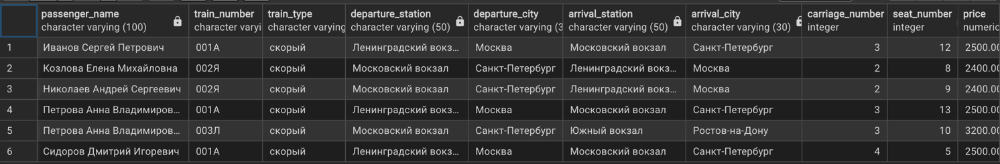 passenger_name train_number train_type departure_station departure_city arrival_station arrival_city carriage_number seat_number price
character varying (100) character varyi character varying character varying (50) character varying (3 character varying (50) character varying (30) integer integer numeric
1 Иванов Сергей Петрович 001А скорый Ленинградский вокз... Москва Московский вокзал Санкт-Петербург 3 12 2500.00
2 Козлова Елена Михайловна 002Я скорый Московский вокзал Санкт-Петербург Ленинградский вокз... Москва 2 8 2400.00
3 Николаев Андрей Сергеевич 002Я скорый Московский вокзал Санкт-Петербург Ленинградский вокз... Москва 2 9 2400.00
4 Петрова Анна Владимиров... 001А скорый Ленинградский вокз... Москва Московский вокзал Санкт-Петербург 3 13 2500.00
5 Петрова Анна Владимиров... 003Л скорый Московский вокзал Санкт-Петербург Южный вокзал Ростов-на-Дону 3 10 3200.00
6 Сидоров Дмитрий Игоревич 001А скорый Ленинградский вокз... Москва Московский вокзал Санкт-Петербург 4 5 2500.00